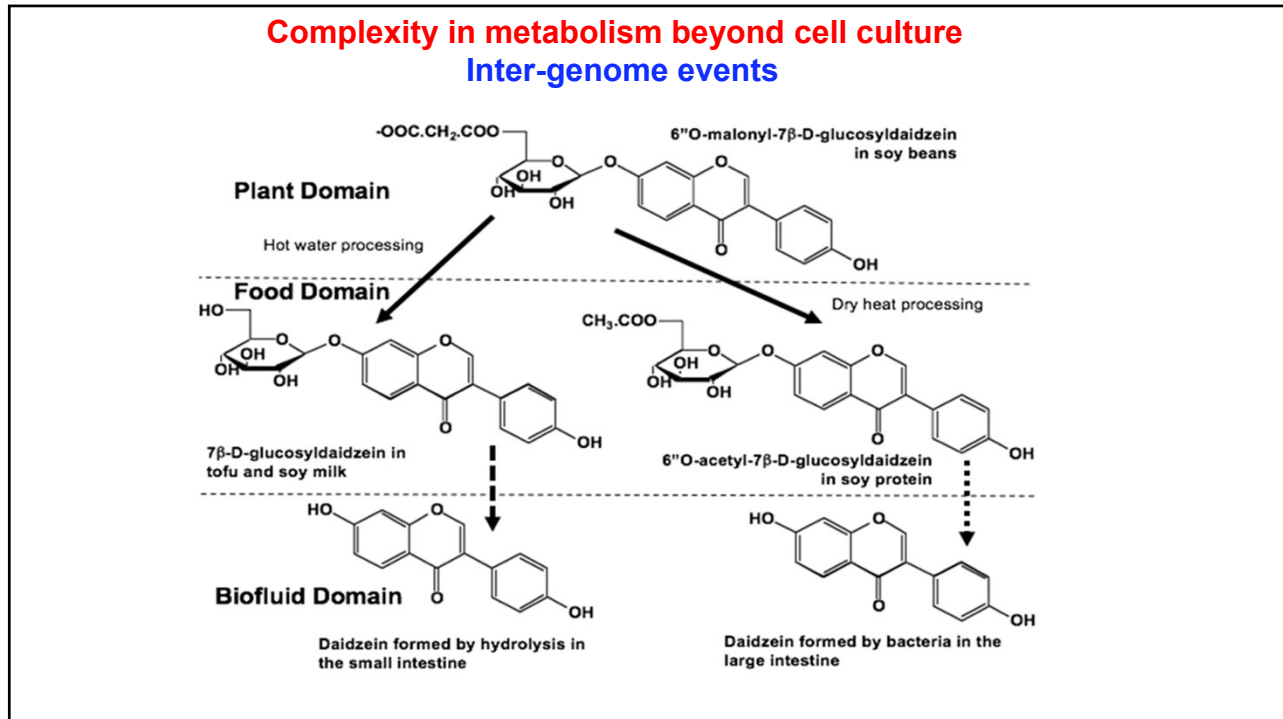 Complexity in metabolism beyond cell culture
Inter-genome events
-OOC.CH₂.COO
6”O-malonyl-7β-D-glucosyldaidzein
in soy beans
O
O
O
OH
OH
OH
O
OH
Plant Domain
Hot water processing
Food Domain
Dry heat processing
HO
O
O
O
OH
OH
OH
O
OH
CH₃.COO
O
O
O
OH
OH
OH
O
OH
7β-D-glucosyldaidzein in
tofu and soy milk
6”O-acetyl-7β-D-glucosyldaidzein
in soy protein
HO
O
O
OH
HO
O
O
OH
Biofluid Domain
Daidzein formed by hydrolysis in
the small intestine
Daidzein formed by bacteria in the
large intestine